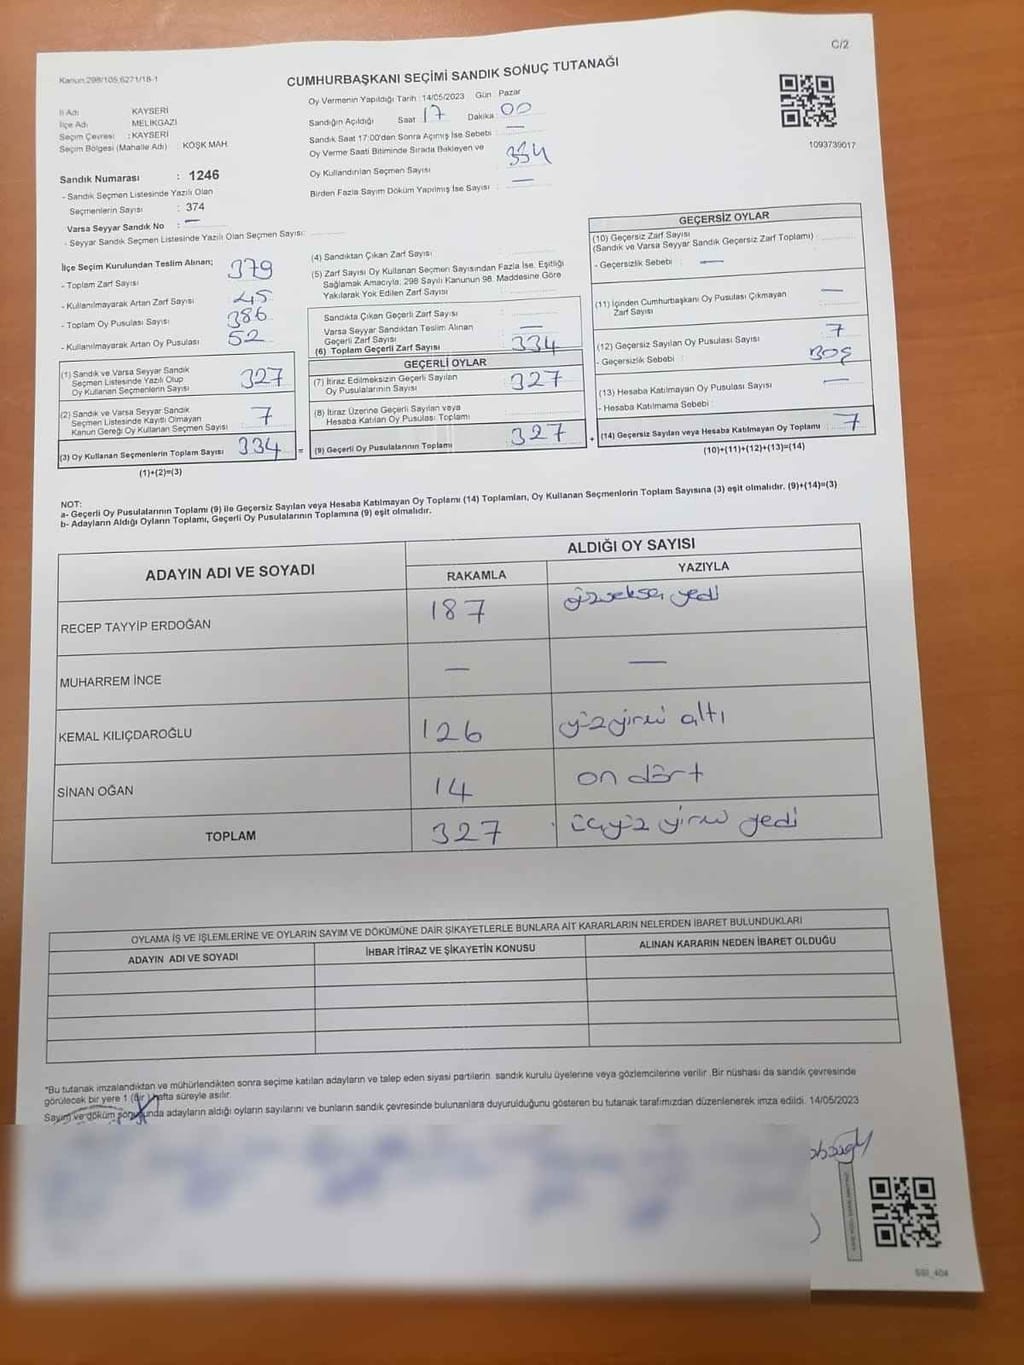 C/2
Kanun:298/105,6271/18-1
CUMHURBAŞKANI SEÇİMİ SANDIK SONUÇ TUTANAĞI
İli Adı KAYSERİ
İlçe Adı MELİKGAZİ
Seçim Çevresi : KAYSERİ
Seçim Bölgesi (Mahalle Adı) : KÖŞK MAH.
Oy Vermenin Yapıldığı Tarih : 14/05/2023 Gün : Pazar
Sandığın Açıldığı Saat 17 Dakika : 00
Sandık Saat 17:00'den Sonra Açılmış İse Sebebi : —
Oy Verme Saati Bitiminde Sırada Bekleyen ve
Oy Kullandırılan Seçmen Sayısı : 334
Birden Fazla Sayım Döküm Yapılmış İse Sayısı : —
1093739017
Sandık Numarası : 1246
- Sandık Seçmen Listesinde Yazılı Olan
Seçmenlerin Sayısı : 374
Varsa Seyyar Sandık No : —
- Seyyar Sandık Seçmen Listesinde Yazılı Olan Seçmen Sayısı:
İlçe Seçim Kurulundan Teslim Alınan;
- Toplam Zarf Sayısı 379
- Kullanılmayarak Artan Zarf Sayısı 45
- Toplam Oy Pusulası Sayısı 386
- Kullanılmayarak Artan Oy Pusulası 52
(1) Sandık ve Varsa Seyyar Sandık
Seçmen Listesinde Yazılı Olup
Oy Kullanan Seçmenlerin Sayısı 327
(2) Sandık ve Varsa Seyyar Sandık
Seçmen Listesinde Kayıtlı Olmayan
Kanun Gereği Oy Kullanan Seçmen Sayısı : 7
(3) Oy Kullanan Seçmenlerin Toplam Sayısı 334 =
(1)+(2)=(3)
(4) Sandıktan Çıkan Zarf Sayısı :
(5) Zarf Sayısı Oy Kullanan Seçmen Sayısından Fazla İse, Eşitliği
Sağlamak Amacıyla; 298 Sayılı Kanunun 98. Maddesine Göre
Yakılarak Yok Edilen Zarf Sayısı :
Sandıkta Çıkan Geçerli Zarf Sayısı :
Varsa Seyyar Sandıktan Teslim Alınan
Geçerli Zarf Sayısı : —
(6) Toplam Geçerli Zarf Sayısı 334
GEÇERLİ OYLAR
(7) İtiraz Edilmeksizin Geçerli Sayılan
Oy Pusulalarının Sayısı : 327
(8) İtiraz Üzerine Geçerli Sayılan veya
Hesaba Katılan Oy Pusulası Toplamı :
(9) Geçerli Oy Pusulalarının Toplamı 327 +
GEÇERSİZ OYLAR
(10) Geçersiz Zarf Sayısı
(Sandık ve Varsa Seyyar Sandık Geçersiz Zarf Toplamı) :
- Geçersizlik Sebebi : —
(11) İçinden Cumhurbaşkanı Oy Pusulası Çıkmayan
Zarf Sayısı —
(12) Geçersiz Sayılan Oy Pusulası Sayısı : 7
- Geçersizlik Sebebi : BOŞ
(13) Hesaba Katılmayan Oy Pusulası Sayısı : —
- Hesaba Katılmama Sebebi :
(14) Geçersiz Sayılan veya Hesaba Katılmayan Oy Toplamı : 7
(10)+(11)+(12)+(13)=(14)
NOT:
a- Geçerli Oy Pusulalarının Toplamı (9) ile Geçersiz Sayılan veya Hesaba Katılmayan Oy Toplamı (14) Toplamları, Oy Kullanan Seçmenlerin Toplam Sayısına (3) eşit olmalıdır. (9)+(14)=(3)
b- Adayların Aldığı Oyların Toplamı, Geçerli Oy Pusulalarının Toplamına (9) eşit olmalıdır.
ADAYIN ADI VE SOYADI ALDIĞI OY SAYISI
RAKAMLA YAZIYLA
RECEP TAYYİP ERDOĞAN 187 yüzseksen yedi
MUHARREM İNCE — —
KEMAL KILIÇDAROĞLU 126 yüzyirmi altı
SİNAN OĞAN 14 on dört
TOPLAM 327 üçyüz yirmi yedi
OYLAMA İŞ VE İŞLEMLERİNE VE OYLARIN SAYIM VE DÖKÜMÜNE DAİR ŞİKAYETLERLE BUNLARA AİT KARARLARIN NELERDEN İBARET BULUNDUKLARI
ADAYIN ADI VE SOYADI İHBAR İTİRAZ VE ŞİKAYETİN KONUSU ALINAN KARARIN NEDEN İBARET OLDUĞU
*Bu tutanak imzalandıktan ve mühürlendikten sonra seçime katılan adayların ve talep eden siyasi partilerin sandık kurulu üyelerine veya gözlemcilerine verilir. Bir nüshası da sandık çevresinde
görülecek bir yere 1 (bir) hafta süreyle asılır.
Sayım ve döküm sonucunda adayların aldığı oyların sayılarını ve bunların sandık çevresinde bulunanlara duyurulduğunu gösteren bu tutanak tarafımızdan düzenlenerek imza edildi. 14/05/2023
SSI_404